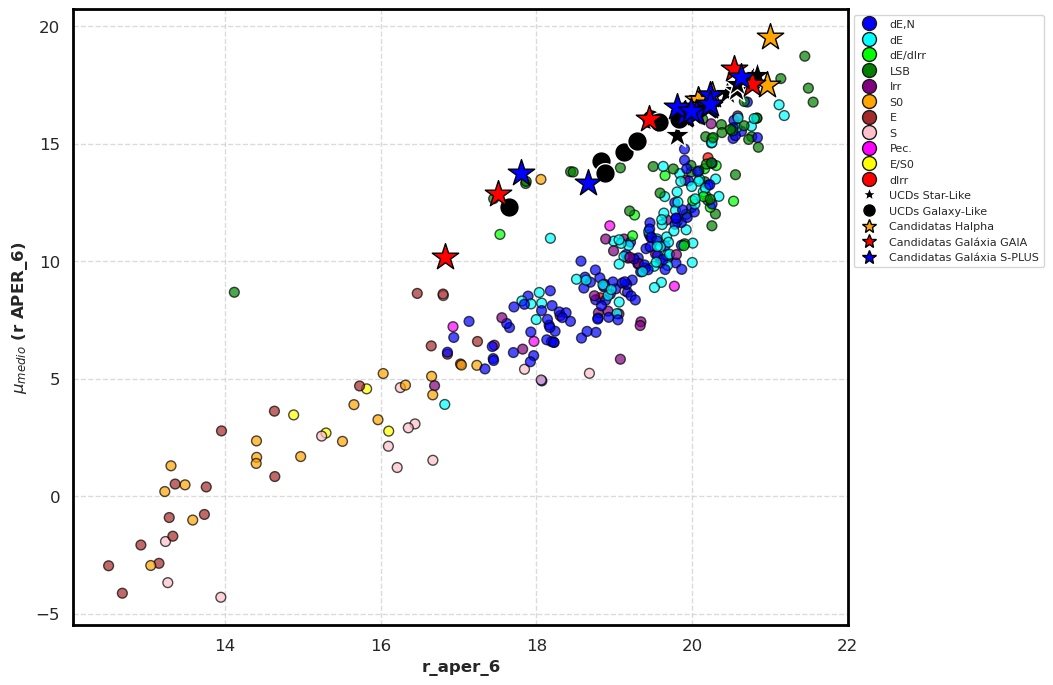 20
15
10
5
0
−5
14
16
18
20
22
μmedio (r APER_6)
r_aper_6
dE,N
dE
dE/dIrr
LSB
Irr
S0
E
S
Pec.
E/S0
dIrr
UCDs Star-Like
UCDs Galaxy-Like
Candidatas Halpha
Candidatas Galáxia GAIA
Candidatas Galáxia S-PLUS